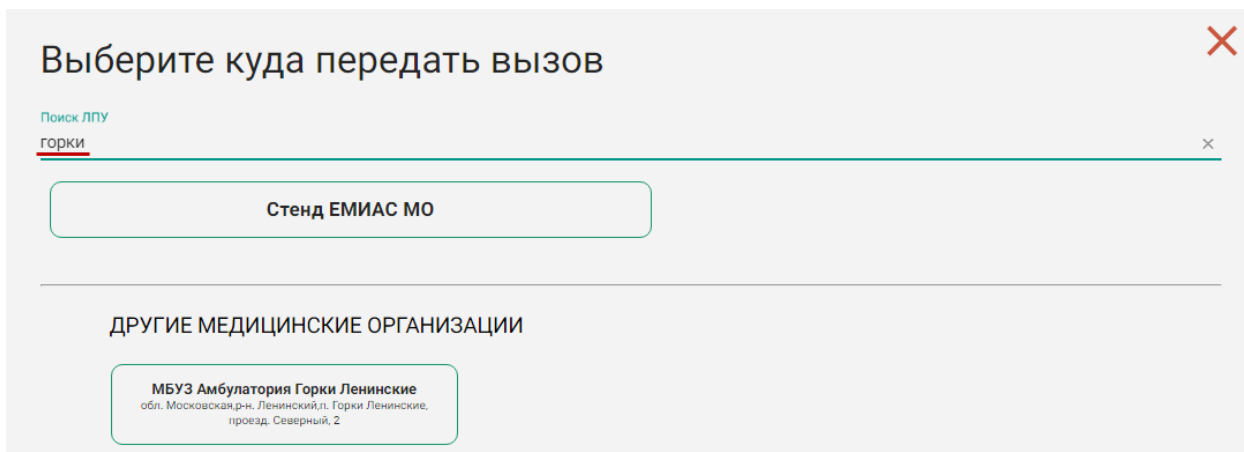 Выберите куда передать вызов
Поиск ЛПУ
горки
Стенд ЕМИАС МО
ДРУГИЕ МЕДИЦИНСКИЕ ОРГАНИЗАЦИИ
МБУЗ Амбулатория Горки Ленинские
обл. Московская,р-н. Ленинский,п. Горки Ленинские,
проезд. Северный, 2